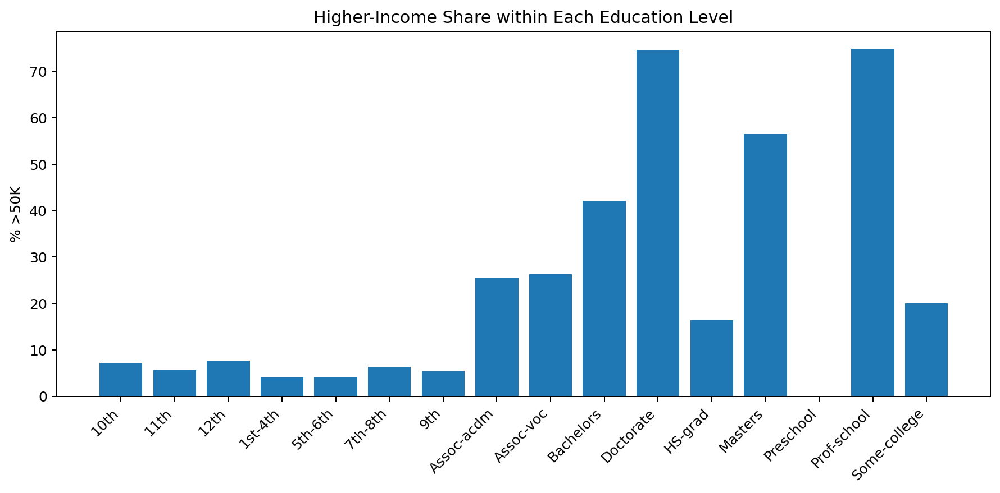 Higher-Income Share within Each Education Level
% >50K
70
60
50
40
30
20
10
0
10th
11th
12th
1st-4th
5th-6th
7th-8th
9th
Assoc-acdm
Assoc-voc
Bachelors
Doctorate
HS-grad
Masters
Preschool
Prof-school
Some-college